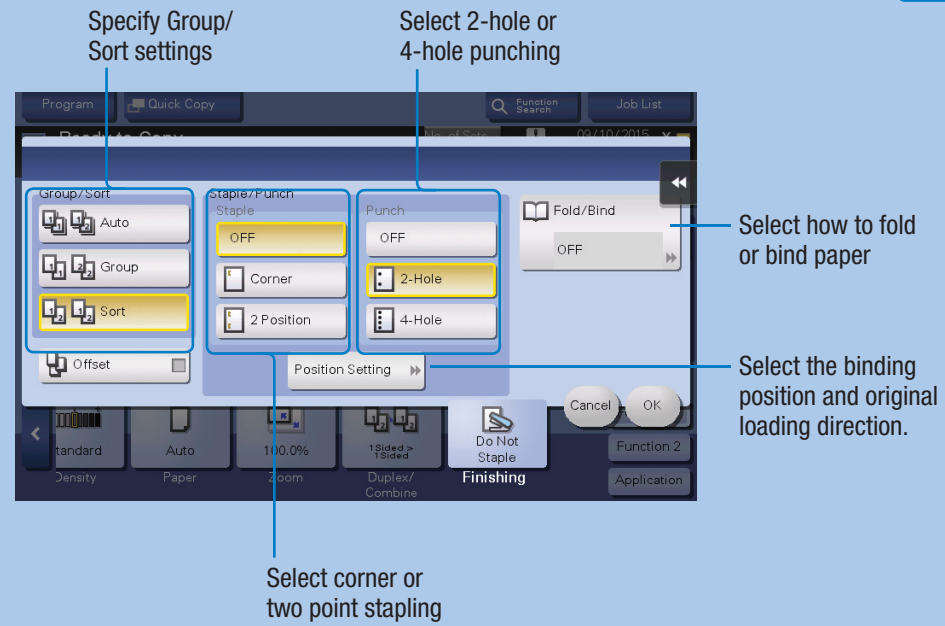 Specify Group/
Sort settings
Select 2-hole or
4-hole punching
Program
Quick Copy
Function
Search
Job List
Ready to Copy
No. of Sets
09/10/2015
Group/Sort
Auto
Group
Sort
Offset
Staple/Punch
Staple
OFF
Corner
2 Position
Punch
OFF
2-Hole
4-Hole
Position Setting
Fold/Bind
OFF
Cancel
OK
Select how to fold
or bind paper
Select the binding
position and original
loading direction.
tandard
Density
Auto
Paper
100.0%
Zoom
1Sided >
1Sided
Duplex/
Combine
Do Not
Staple
Finishing
Function 2
Application
Select corner or
two point stapling